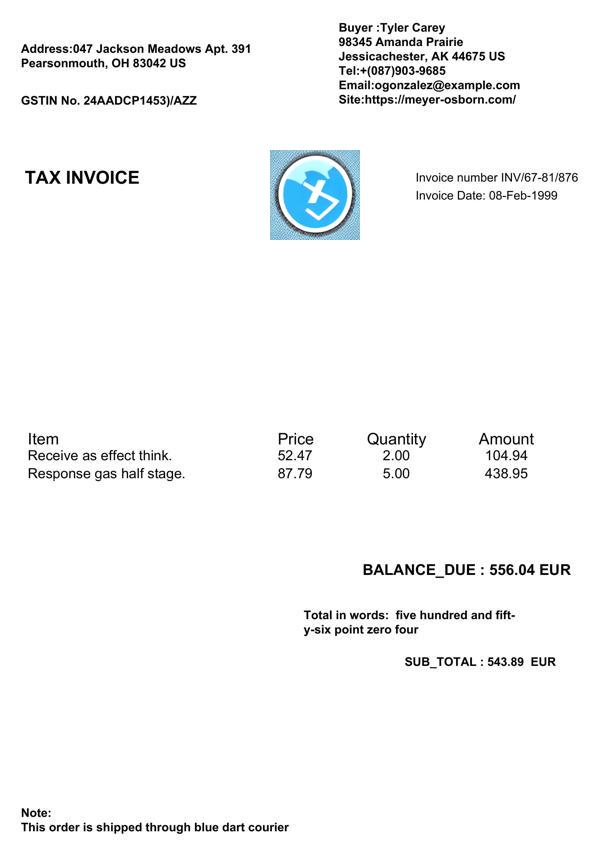 Address:047 Jackson Meadows Apt. 391
Pearsonmouth, OH 83042 US
GSTIN No. 24AADCP1453)/AZZ
Buyer :Tyler Carey
98345 Amanda Prairie
Jessicachester, AK 44675 US
Tel:+(087)903-9685
Email:ogonzalez@example.com
Site:https://meyer-osborn.com/
TAX INVOICE
Invoice number INV/67-81/876
Invoice Date: 08-Feb-1999
Item Price Quantity Amount
Receive as effect think. 52.47 2.00 104.94
Response gas half stage. 87.79 5.00 438.95
BALANCE_DUE : 556.04 EUR
Total in words:  five hundred and fift-
y-six point zero four
SUB_TOTAL : 543.89  EUR
Note:
This order is shipped through blue dart courier